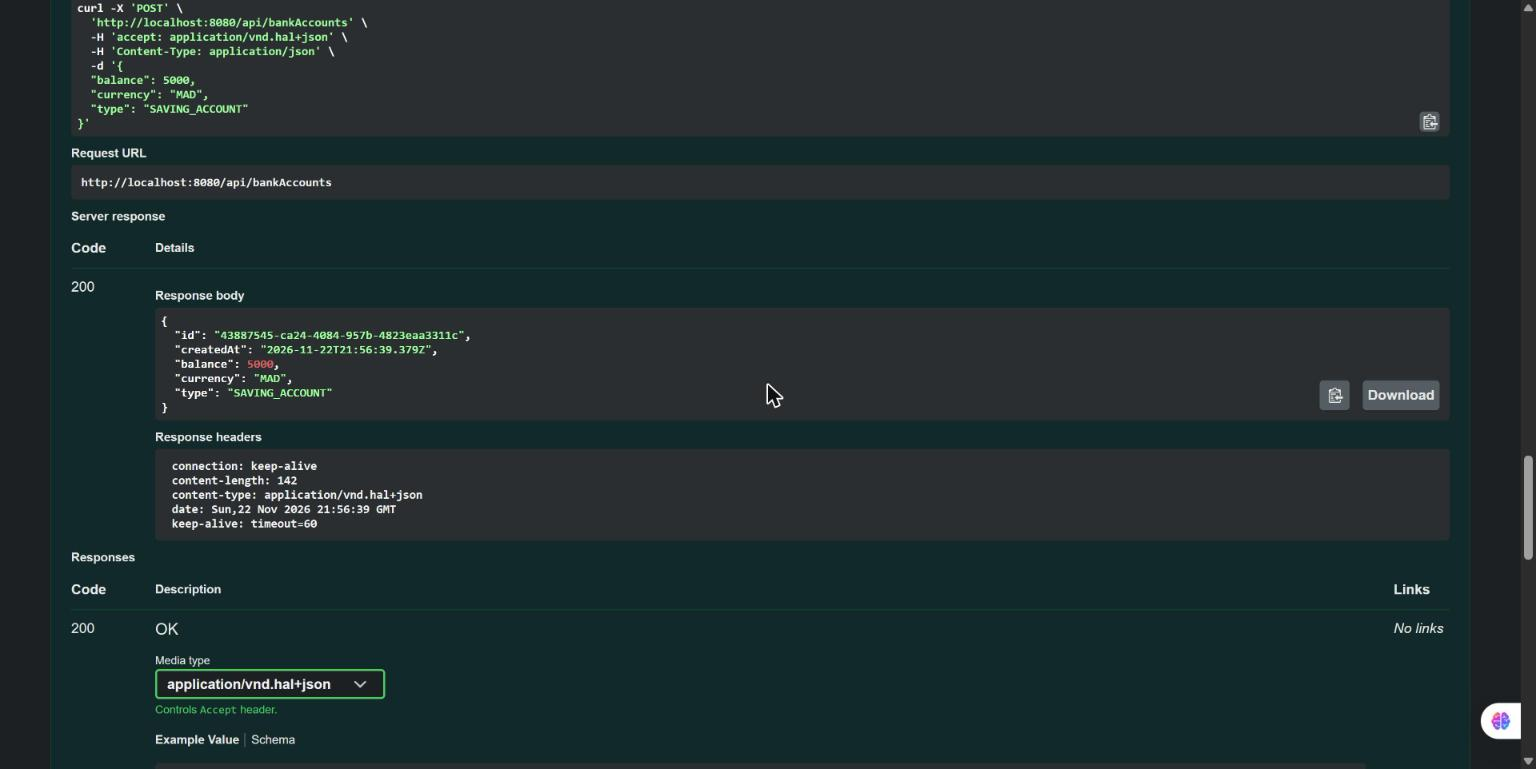 curl -X 'POST' \
  'http://localhost:8080/api/bankAccounts' \
  -H 'accept: application/vnd.hal+json' \
  -H 'Content-Type: application/json' \
  -d '{
  "balance": 5000,
  "currency": "MAD",
  "type": "SAVING_ACCOUNT"
}'
Request URL
http://localhost:8080/api/bankAccounts
Server response
Code Details
200
Response body
{
  "id": "43887545-ca24-4084-957b-4823eaa3311c",
  "createdAt": "2026-11-22T21:56:39.379Z",
  "balance": 5000,
  "currency": "MAD",
  "type": "SAVING_ACCOUNT"
}
Download
Response headers
connection: keep-alive
content-length: 142
content-type: application/vnd.hal+json
date: Sun,22 Nov 2026 21:56:39 GMT
keep-alive: timeout=60
Responses
Code Description Links
200 OK No links
Media type
application/vnd.hal+json
Controls Accept header.
Example Value | Schema